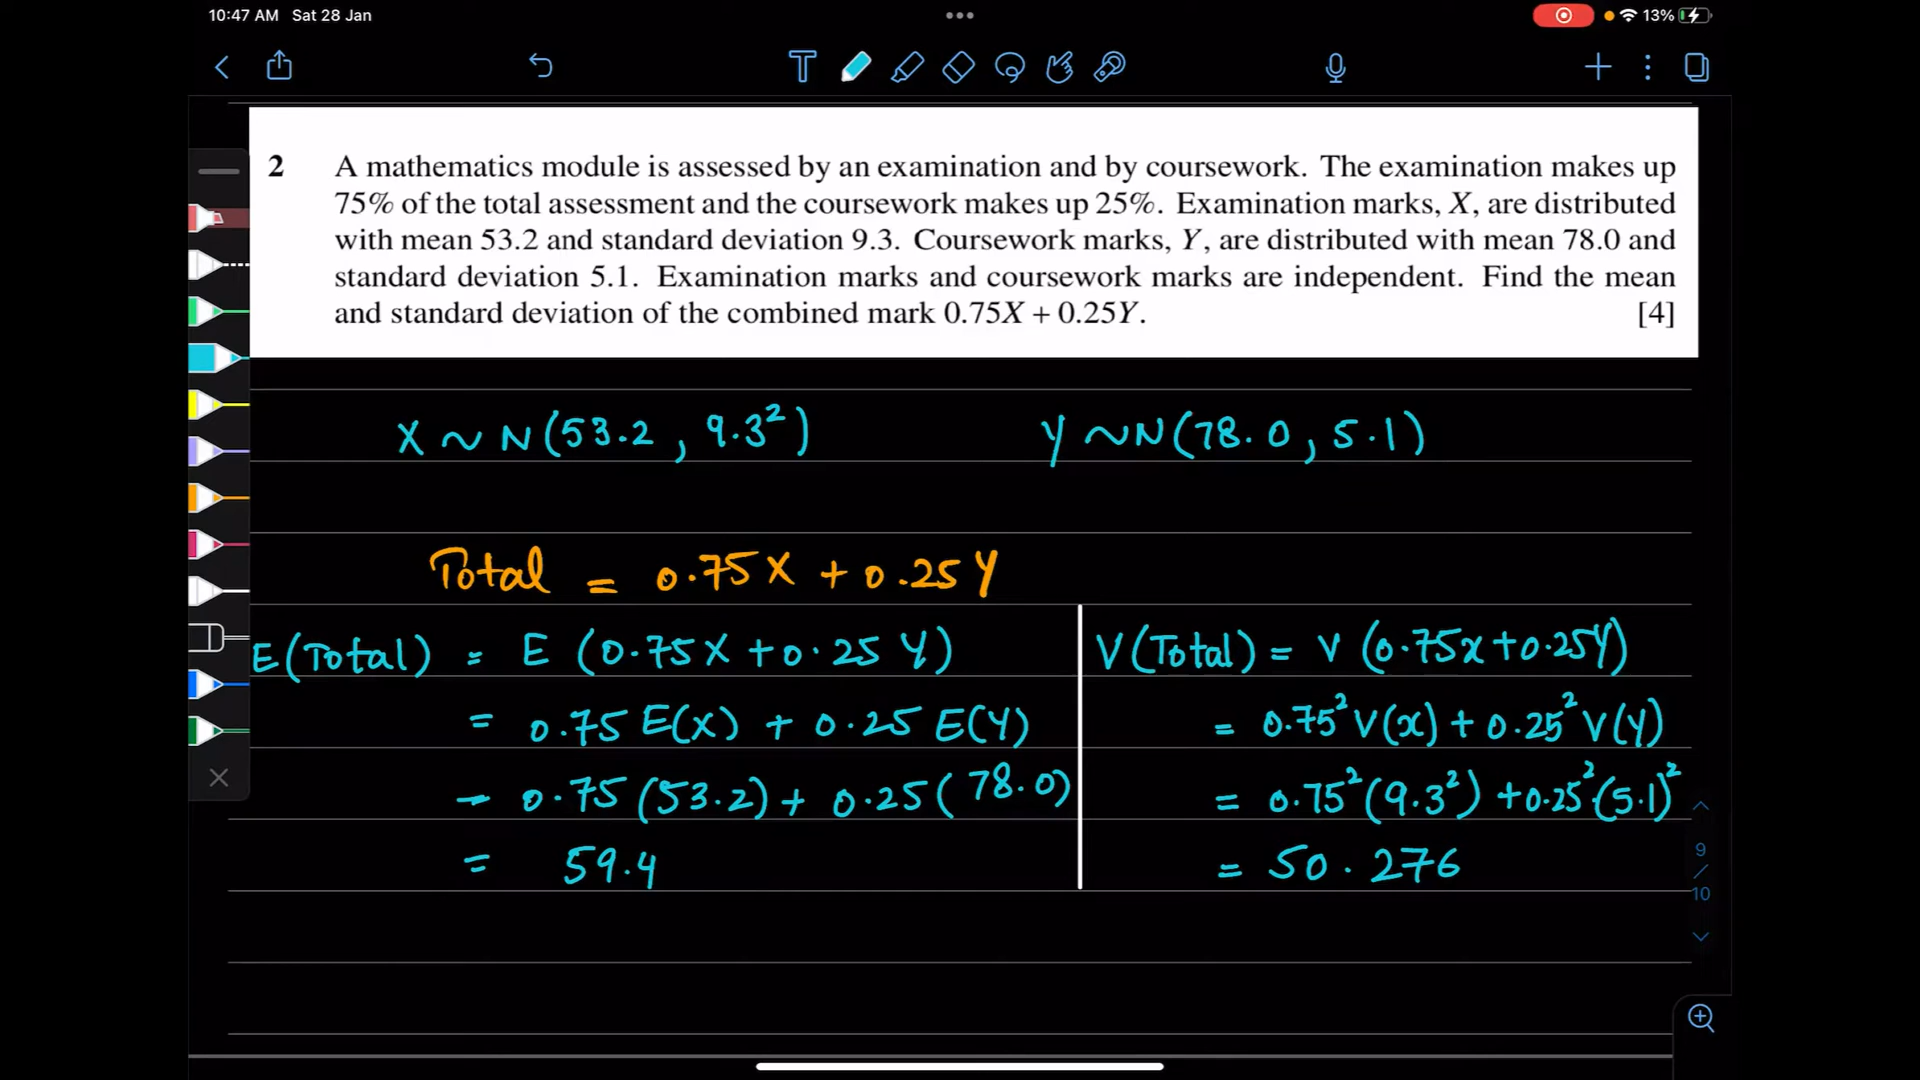 10:47 AM Sat 28 Jan
13%
2 A mathematics module is assessed by an examination and by coursework. The examination makes up
75% of the total assessment and the coursework makes up 25%. Examination marks, X, are distributed
with mean 53.2 and standard deviation 9.3. Coursework marks, Y, are distributed with mean 78.0 and
standard deviation 5.1. Examination marks and coursework marks are independent. Find the mean
and standard deviation of the combined mark 0.75X + 0.25Y. [4]
X ~ N(53.2, 9.3²) Y ~ N(78.0, 5.1)
Total = 0.75X + 0.25Y
E(Total) = E (0.75X + 0.25Y)
= 0.75 E(X) + 0.25 E(Y)
- 0.75 (53.2) + 0.25 (78.0)
= 59.4
V(Total) = V (0.75x + 0.25Y)
= 0.75² V(x) + 0.25² V(Y)
= 0.75² (9.3²) + 0.25² (5.1)²
= 50.276
9
/
10